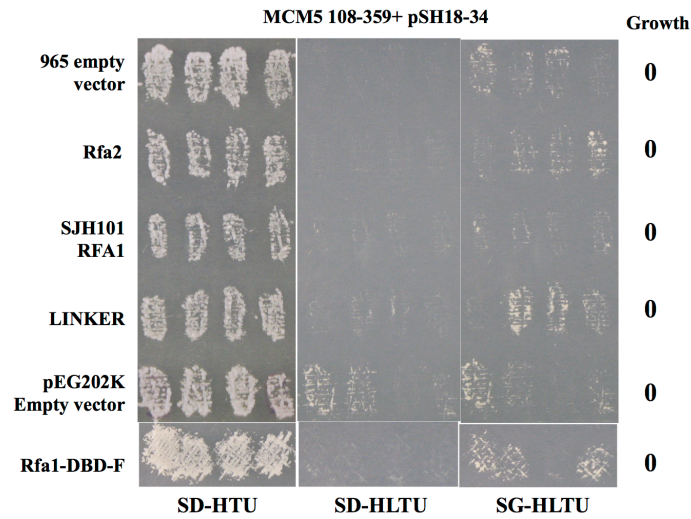 MCM5 108-359+ pSH18-34
Growth
965 empty
vector
0
Rfa2
0
SJH101
RFA1
0
LINKER
0
pEG202K
Empty vector
0
Rfa1-DBD-F
0
SD-HTU
SD-HLTU
SG-HLTU